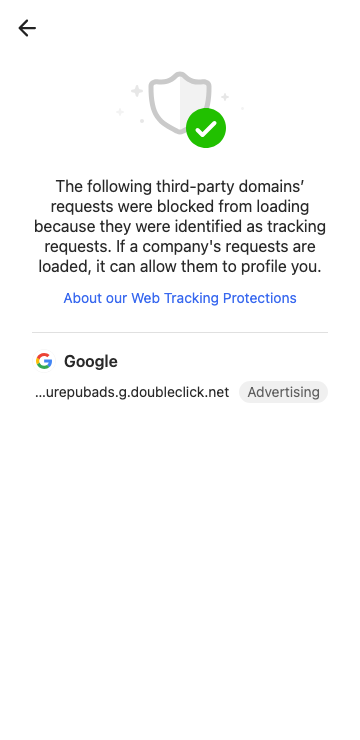 The following third-party domains’
requests were blocked from loading
because they were identified as tracking
requests. If a company's requests are
loaded, it can allow them to profile you.
About our Web Tracking Protections
Google
...urepubads.g.doubleclick.net Advertising